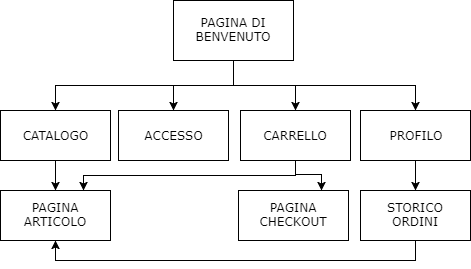 PAGINA DI
BENVENUTO
CATALOGO
ACCESSO
CARRELLO
PROFILO
PAGINA
ARTICOLO
PAGINA
CHECKOUT
STORICO
ORDINI